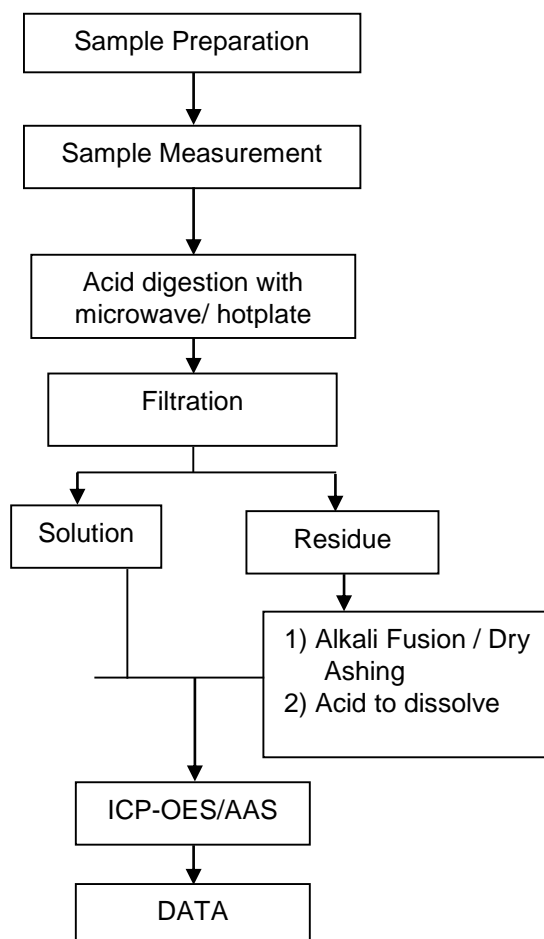 Sample Preparation
Sample Measurement
Acid digestion with
microwave/ hotplate
Filtration
Solution
Residue
1) Alkali Fusion / Dry
Ashing
2) Acid to dissolve
ICP-OES/AAS
DATA